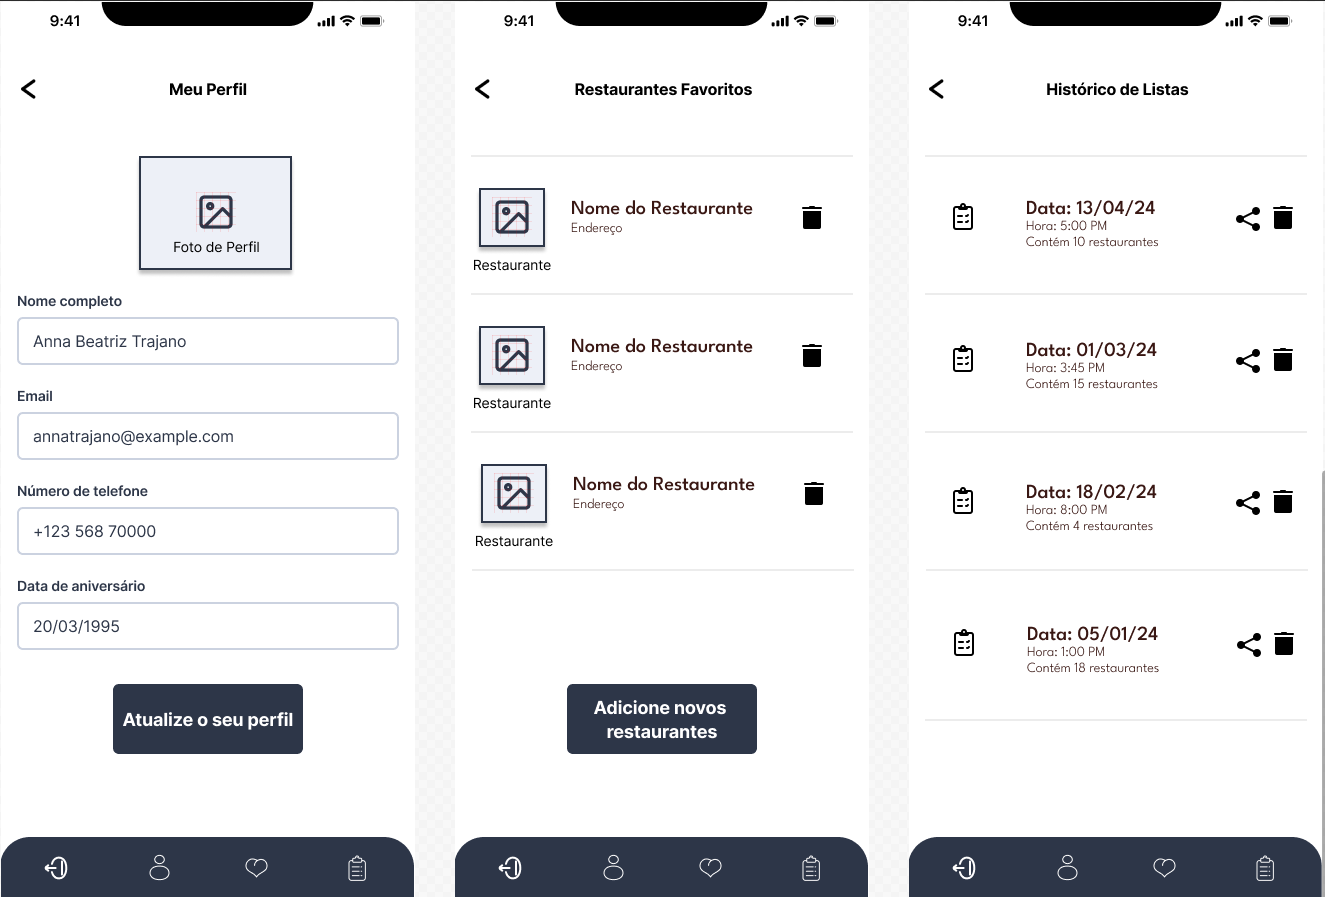 9:41
Meu Perfil
Foto de Perfil
Nome completo
Anna Beatriz Trajano
Email
annatrajano@example.com
Número de telefone
+123 568 70000
Data de aniversário
20/03/1995
Atualize o seu perfil
9:41
Restaurantes Favoritos
Nome do Restaurante
Endereço
Restaurante
Nome do Restaurante
Endereço
Restaurante
Nome do Restaurante
Endereço
Restaurante
Adicione novos
restaurantes
9:41
Histórico de Listas
Data: 13/04/24
Hora: 5:00 PM
Contém 10 restaurantes
Data: 01/03/24
Hora: 3:45 PM
Contém 15 restaurantes
Data: 18/02/24
Hora: 8:00 PM
Contém 4 restaurantes
Data: 05/01/24
Hora: 1:00 PM
Contém 18 restaurantes